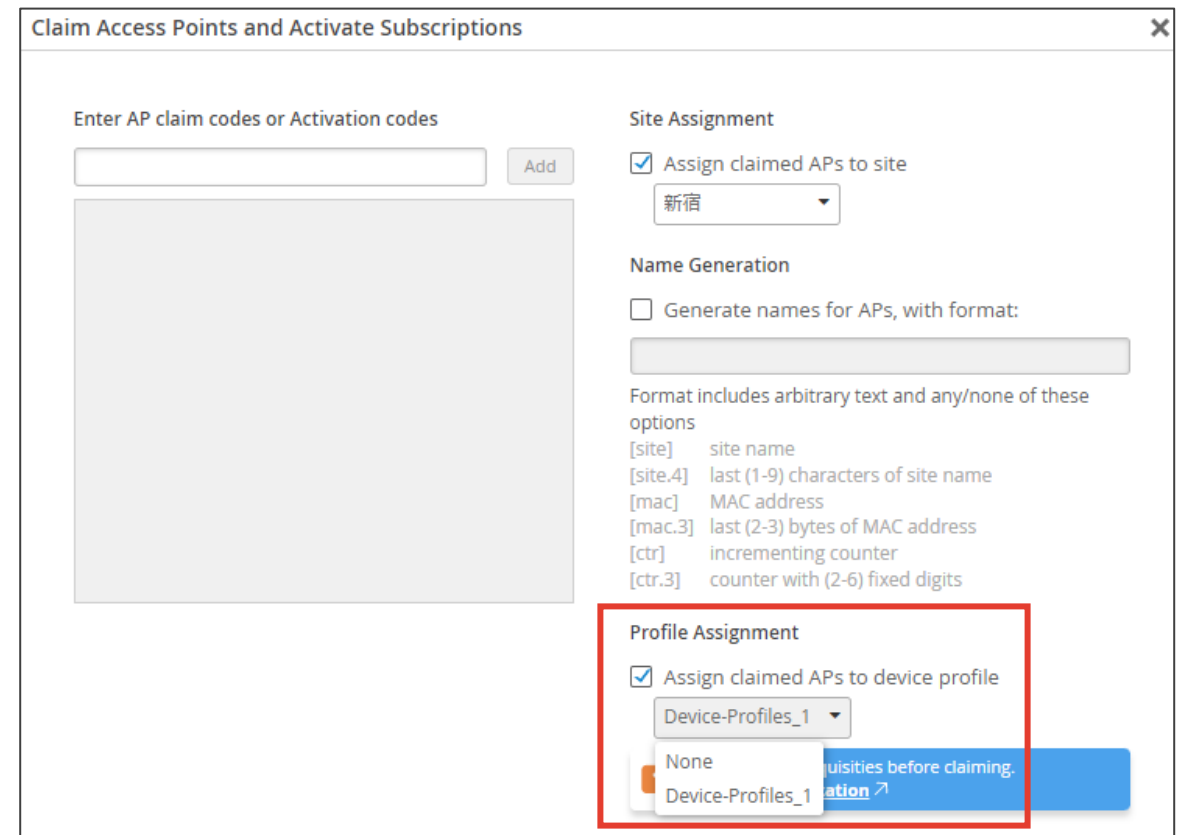 Claim Access Points and Activate Subscriptions
Enter AP claim codes or Activation codes
Add
Site Assignment
Assign claimed APs to site
新宿
Name Generation
Generate names for APs, with format:
Format includes arbitrary text and any/none of these
options
[site] site name
[site.4] last (1-9) characters of site name
[mac] MAC address
[mac.3] last (2-3) bytes of MAC address
[ctr] incrementing counter
[ctr.3] counter with (2-6) fixed digits
Profile Assignment
Assign claimed APs to device profile
Device-Profiles_1
None
Device-Profiles_1
before claiming.